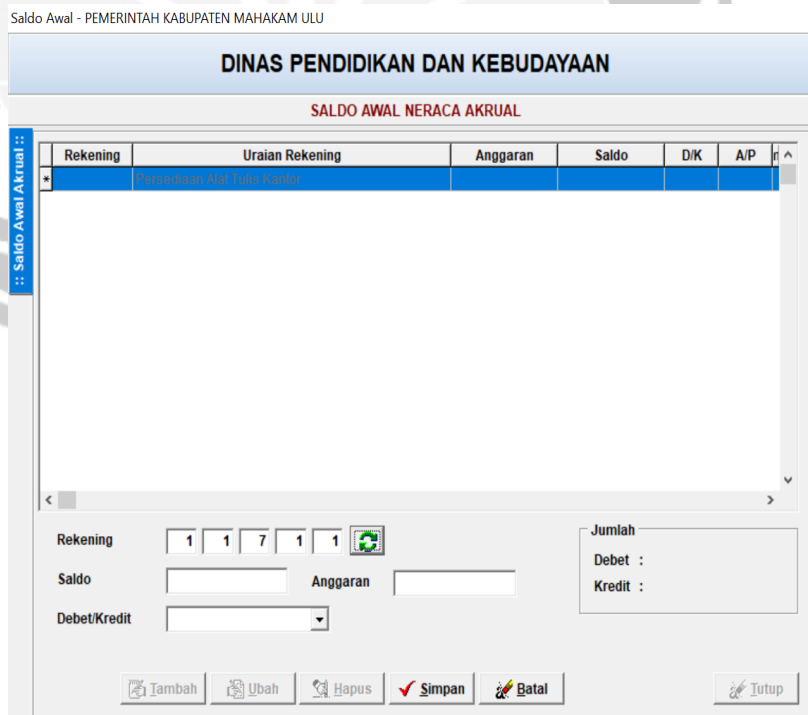 Saldo Awal - PEMERINTAH KABUPATEN MAHAKAM ULU
DINAS PENDIDIKAN DAN KEBUDAYAAN
SALDO AWAL NERACA AKRUAL
:: Saldo Awal Akrual ::
Rekening Uraian Rekening Anggaran Saldo D/K A/P
* Persediaan Alat Tulis Kantor
Rekening 1 1 7 1 1
Saldo Anggaran
Debet/Kredit
Jumlah
Debet :
Kredit :
Tambah Ubah Hapus Simpan Batal Tutup